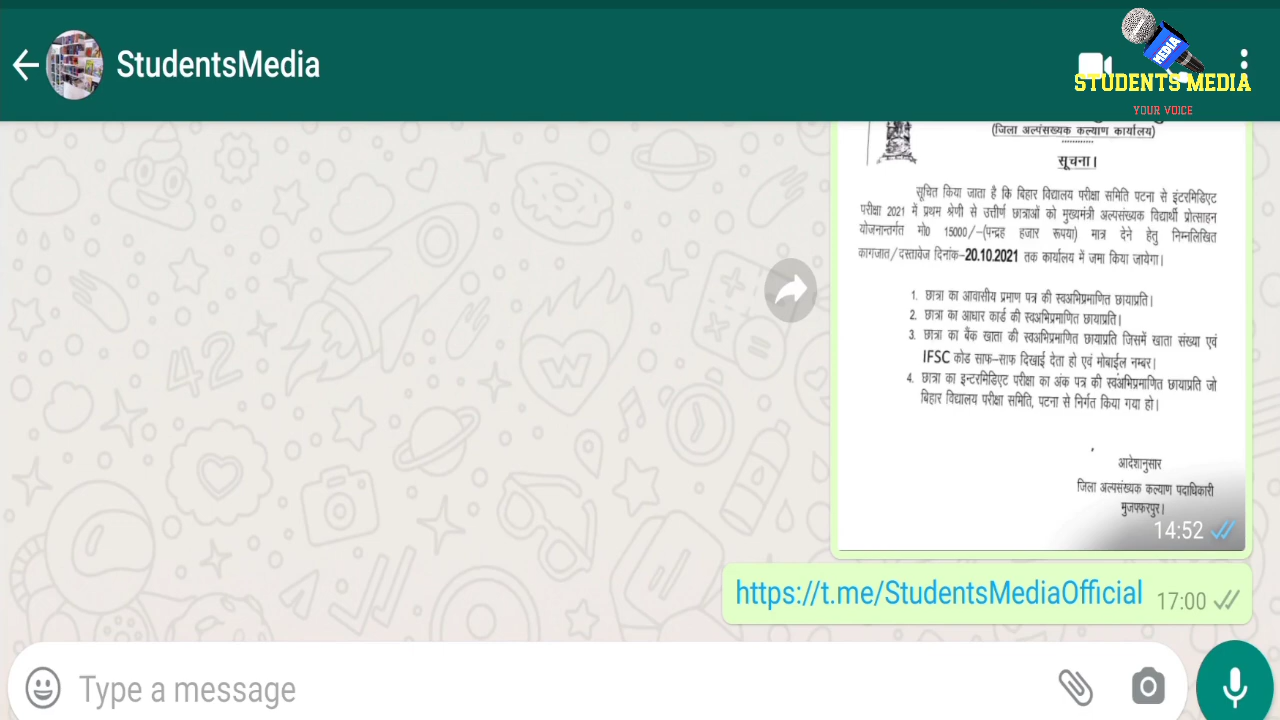 StudentsMedia
MEDIA
STUDENTS MEDIA
YOUR VOICE
(जिला अल्पसंख्यक कल्याण कार्यालय)
सूचना।
सूचित किया जाता है कि बिहार विद्यालय परीक्षा समिति पटना से इंटरमिडिएट
परीक्षा 2021 में प्रथम श्रेणी से उत्तीर्ण छात्राओं को मुख्यमंत्री अल्पसंख्यक विद्यार्थी प्रोत्साहन
योजनान्तर्गत मो0 15000/-(पन्द्रह हजार रूपया) मात्र देने हेतु निम्नलिखित
कागजात/दस्तावेज दिनांक-20.10.2021 तक कार्यालय में जमा किया जायेगा।
1. छात्रा का आवासीय प्रमाण पत्र की स्वअभिप्रमाणित छायाप्रति।
2. छात्रा का आधार कार्ड की स्वअभिप्रमाणित छायाप्रति।
3. छात्रा का बैंक खाता की स्वअभिप्रमाणित छायाप्रति जिसमें खाता संख्या एवं
IFSC कोड साफ-साफ दिखाई देता हो एवं मोबाईल नम्बर।
4. छात्रा का इन्टरमिडिएट परीक्षा का अंक पत्र की स्वअभिप्रमाणित छायाप्रति जो
बिहार विद्यालय परीक्षा समिति, पटना से निर्गत किया गया हो।
आदेशानुसार
जिला अल्पसंख्यक कल्याण पदाधिकारी
मुजफ्फरपुर।
14:52
https://t.me/StudentsMediaOfficial 17:00
Type a message